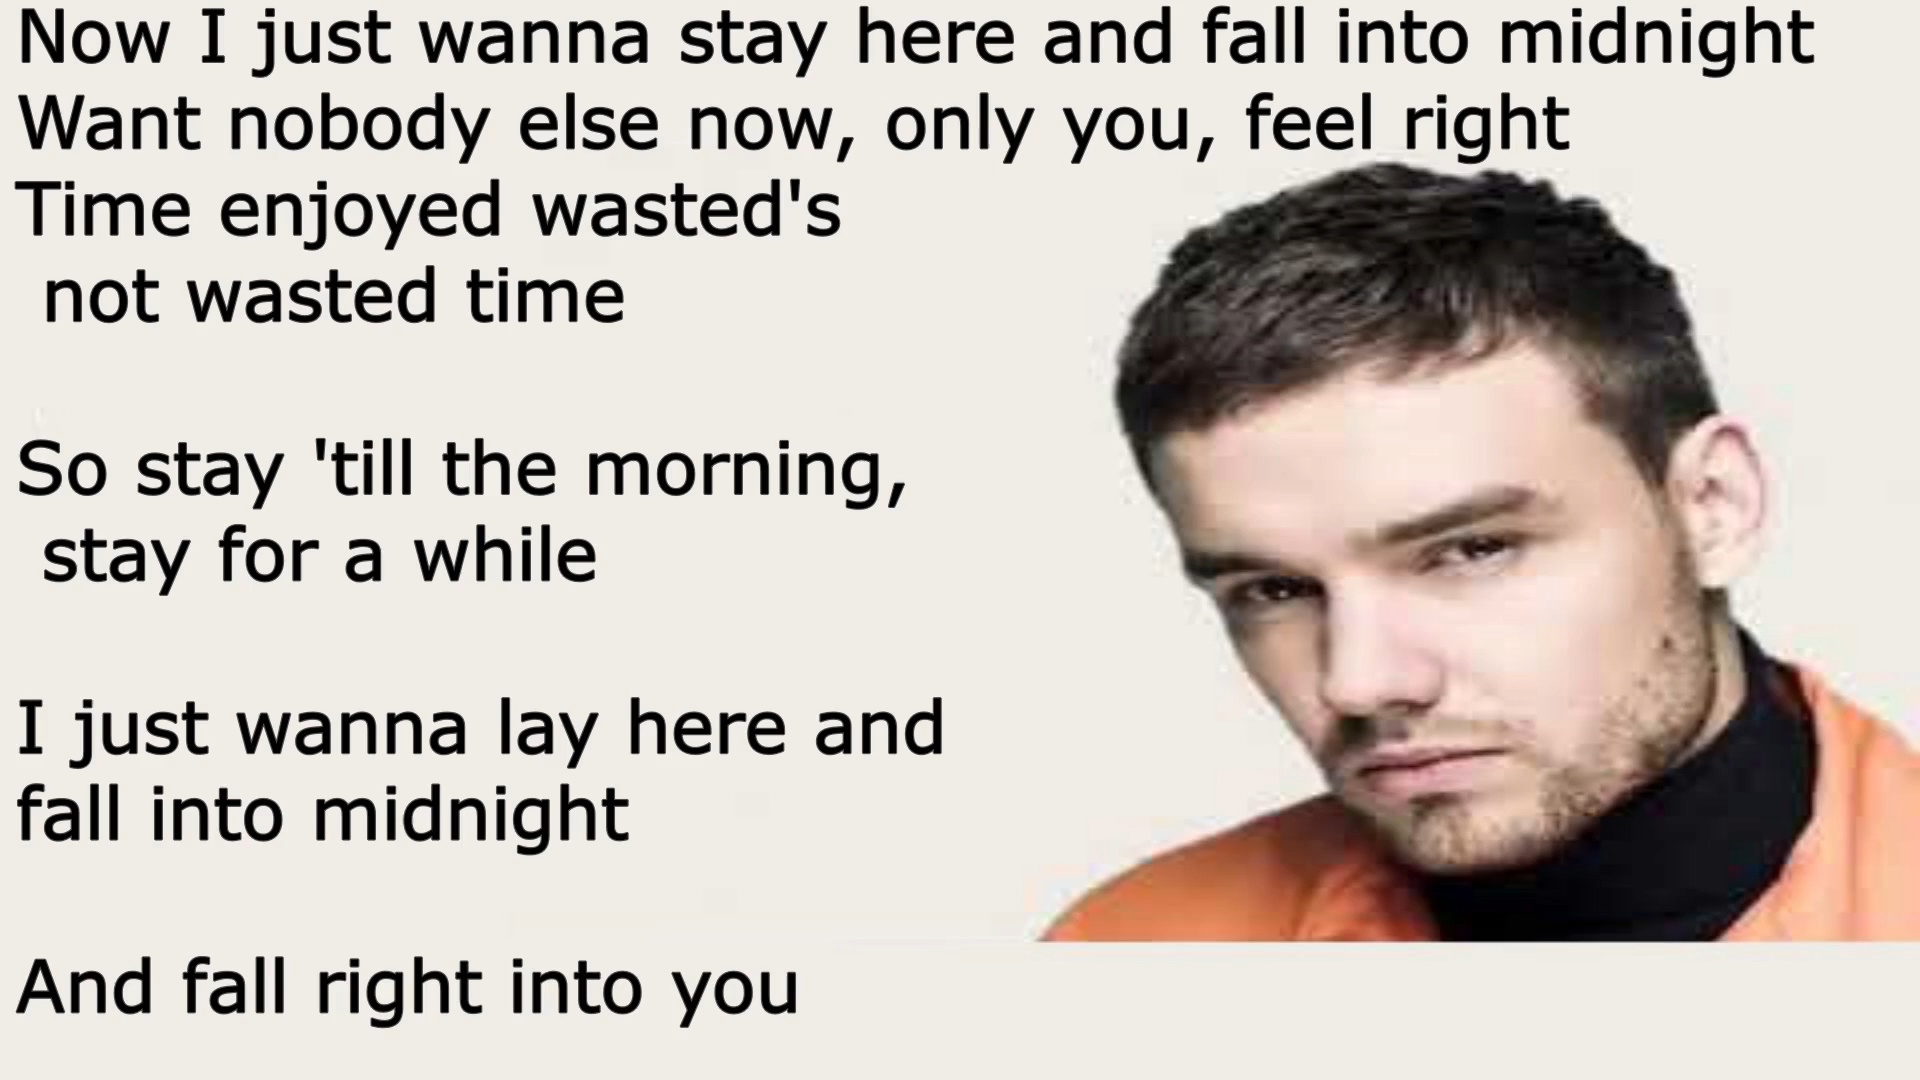 Now I just wanna stay here and fall into midnight
Want nobody else now, only you, feel right
Time enjoyed wasted's
not wasted time
So stay 'till the morning,
stay for a while
I just wanna lay here and
fall into midnight
And fall right into you